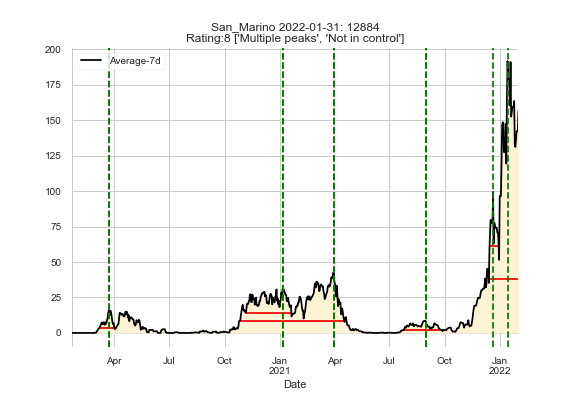 San_Marino 2022-01-31: 12884
Rating:8 ['Multiple peaks', 'Not in control']
Average-7d
200
175
150
125
100
75
50
25
0
Apr Jul Oct Jan Apr Jul Oct Jan
2021 2022
Date